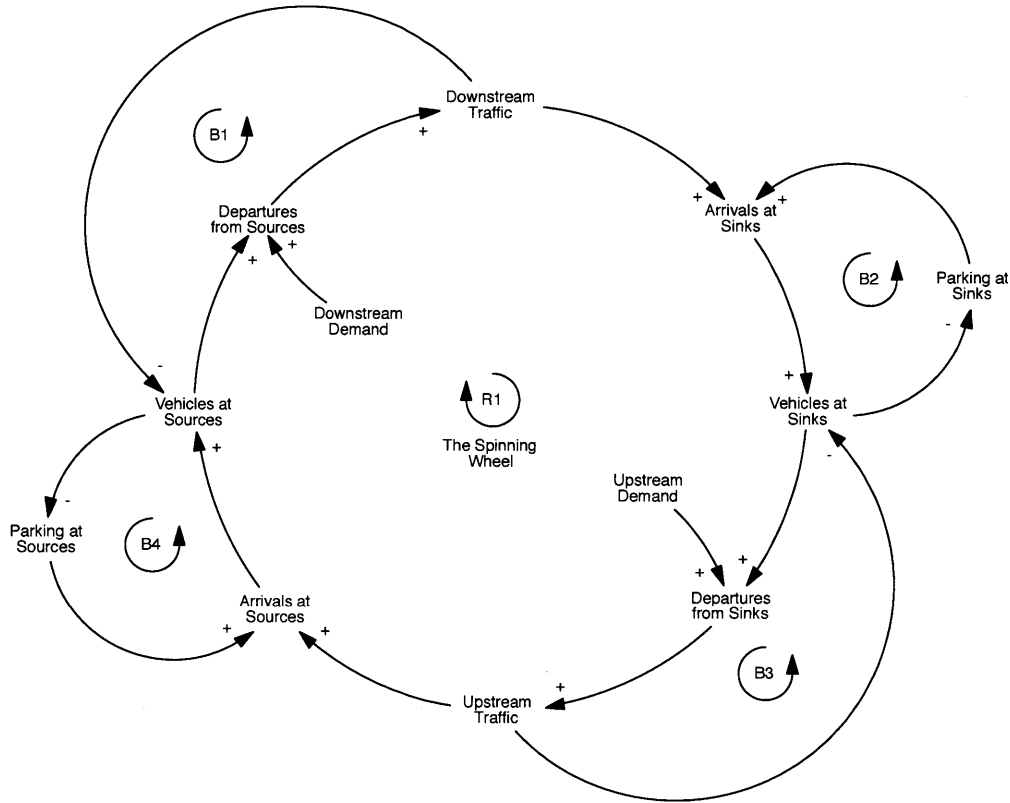 Downstream
Traffic
+
B1
+
+
Arrivals at
Sinks
Departures
from Sources
+
+
B2
Parking at
Sinks
-
Downstream
Demand
-
+
Vehicles at
Sources
R1
Vehicles at
Sinks
+
The Spinning
Wheel
-
Upstream
Demand
-
Parking at
Sources
B4
+
+
Departures
from Sinks
Arrivals at
Sources
+
+
B3
+
Upstream
Traffic